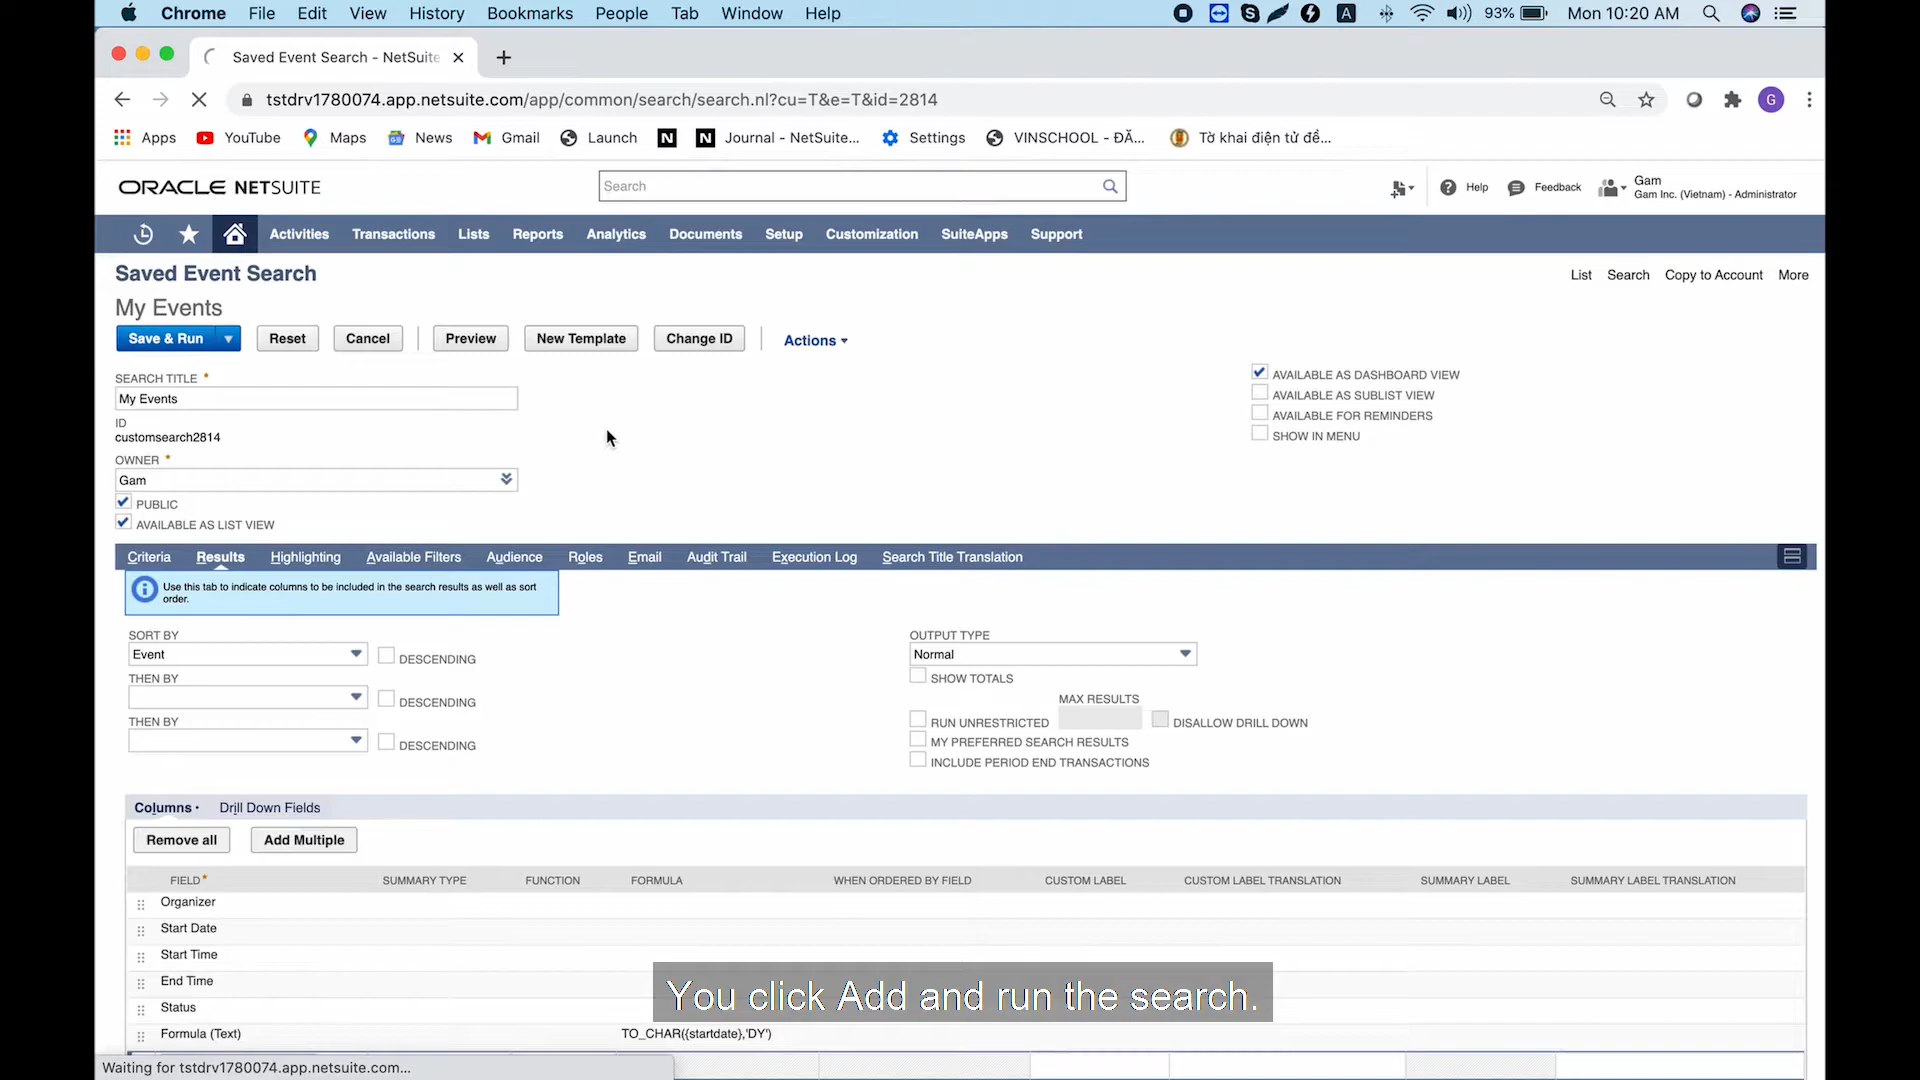 Chrome File Edit View History Bookmarks People Tab Window Help A 93% Mon 10:20 AM
Saved Event Search - NetSuite
tstdrv1780074.app.netsuite.com/app/common/search/search.nl?cu=T&e=T&id=2814 G
Apps YouTube Maps News Gmail Launch N N Journal - NetSuite... Settings VINSCHOOL - ĐĂ... Tờ khai điện tử đề...
ORACLE NETSUITE Search Help Feedback Gam
Gam Inc. (Vietnam) - Administrator
Activities Transactions Lists Reports Analytics Documents Setup Customization SuiteApps Support
Saved Event Search List Search Copy to Account More
My Events
Save & Run Reset Cancel Preview New Template Change ID Actions
SEARCH TITLE *
My Events
ID
customsearch2814
OWNER *
Gam
PUBLIC
AVAILABLE AS LIST VIEW
AVAILABLE AS DASHBOARD VIEW
AVAILABLE AS SUBLIST VIEW
AVAILABLE FOR REMINDERS
SHOW IN MENU
Criteria Results Highlighting Available Filters Audience Roles Email Audit Trail Execution Log Search Title Translation
Use this tab to indicate columns to be included in the search results as well as sort
order.
SORT BY
Event DESCENDING
THEN BY
DESCENDING
THEN BY
DESCENDING
OUTPUT TYPE
Normal
SHOW TOTALS
MAX RESULTS
RUN UNRESTRICTED DISALLOW DRILL DOWN
MY PREFERRED SEARCH RESULTS
INCLUDE PERIOD END TRANSACTIONS
Columns • Drill Down Fields
Remove all Add Multiple
FIELD * SUMMARY TYPE FUNCTION FORMULA WHEN ORDERED BY FIELD CUSTOM LABEL CUSTOM LABEL TRANSLATION SUMMARY LABEL SUMMARY LABEL TRANSLATION
Organizer
Start Date
Start Time
End Time
Status
Formula (Text) TO_CHAR({startdate},'DY')
You click Add and run the search.
Waiting for tstdrv1780074.app.netsuite.com...